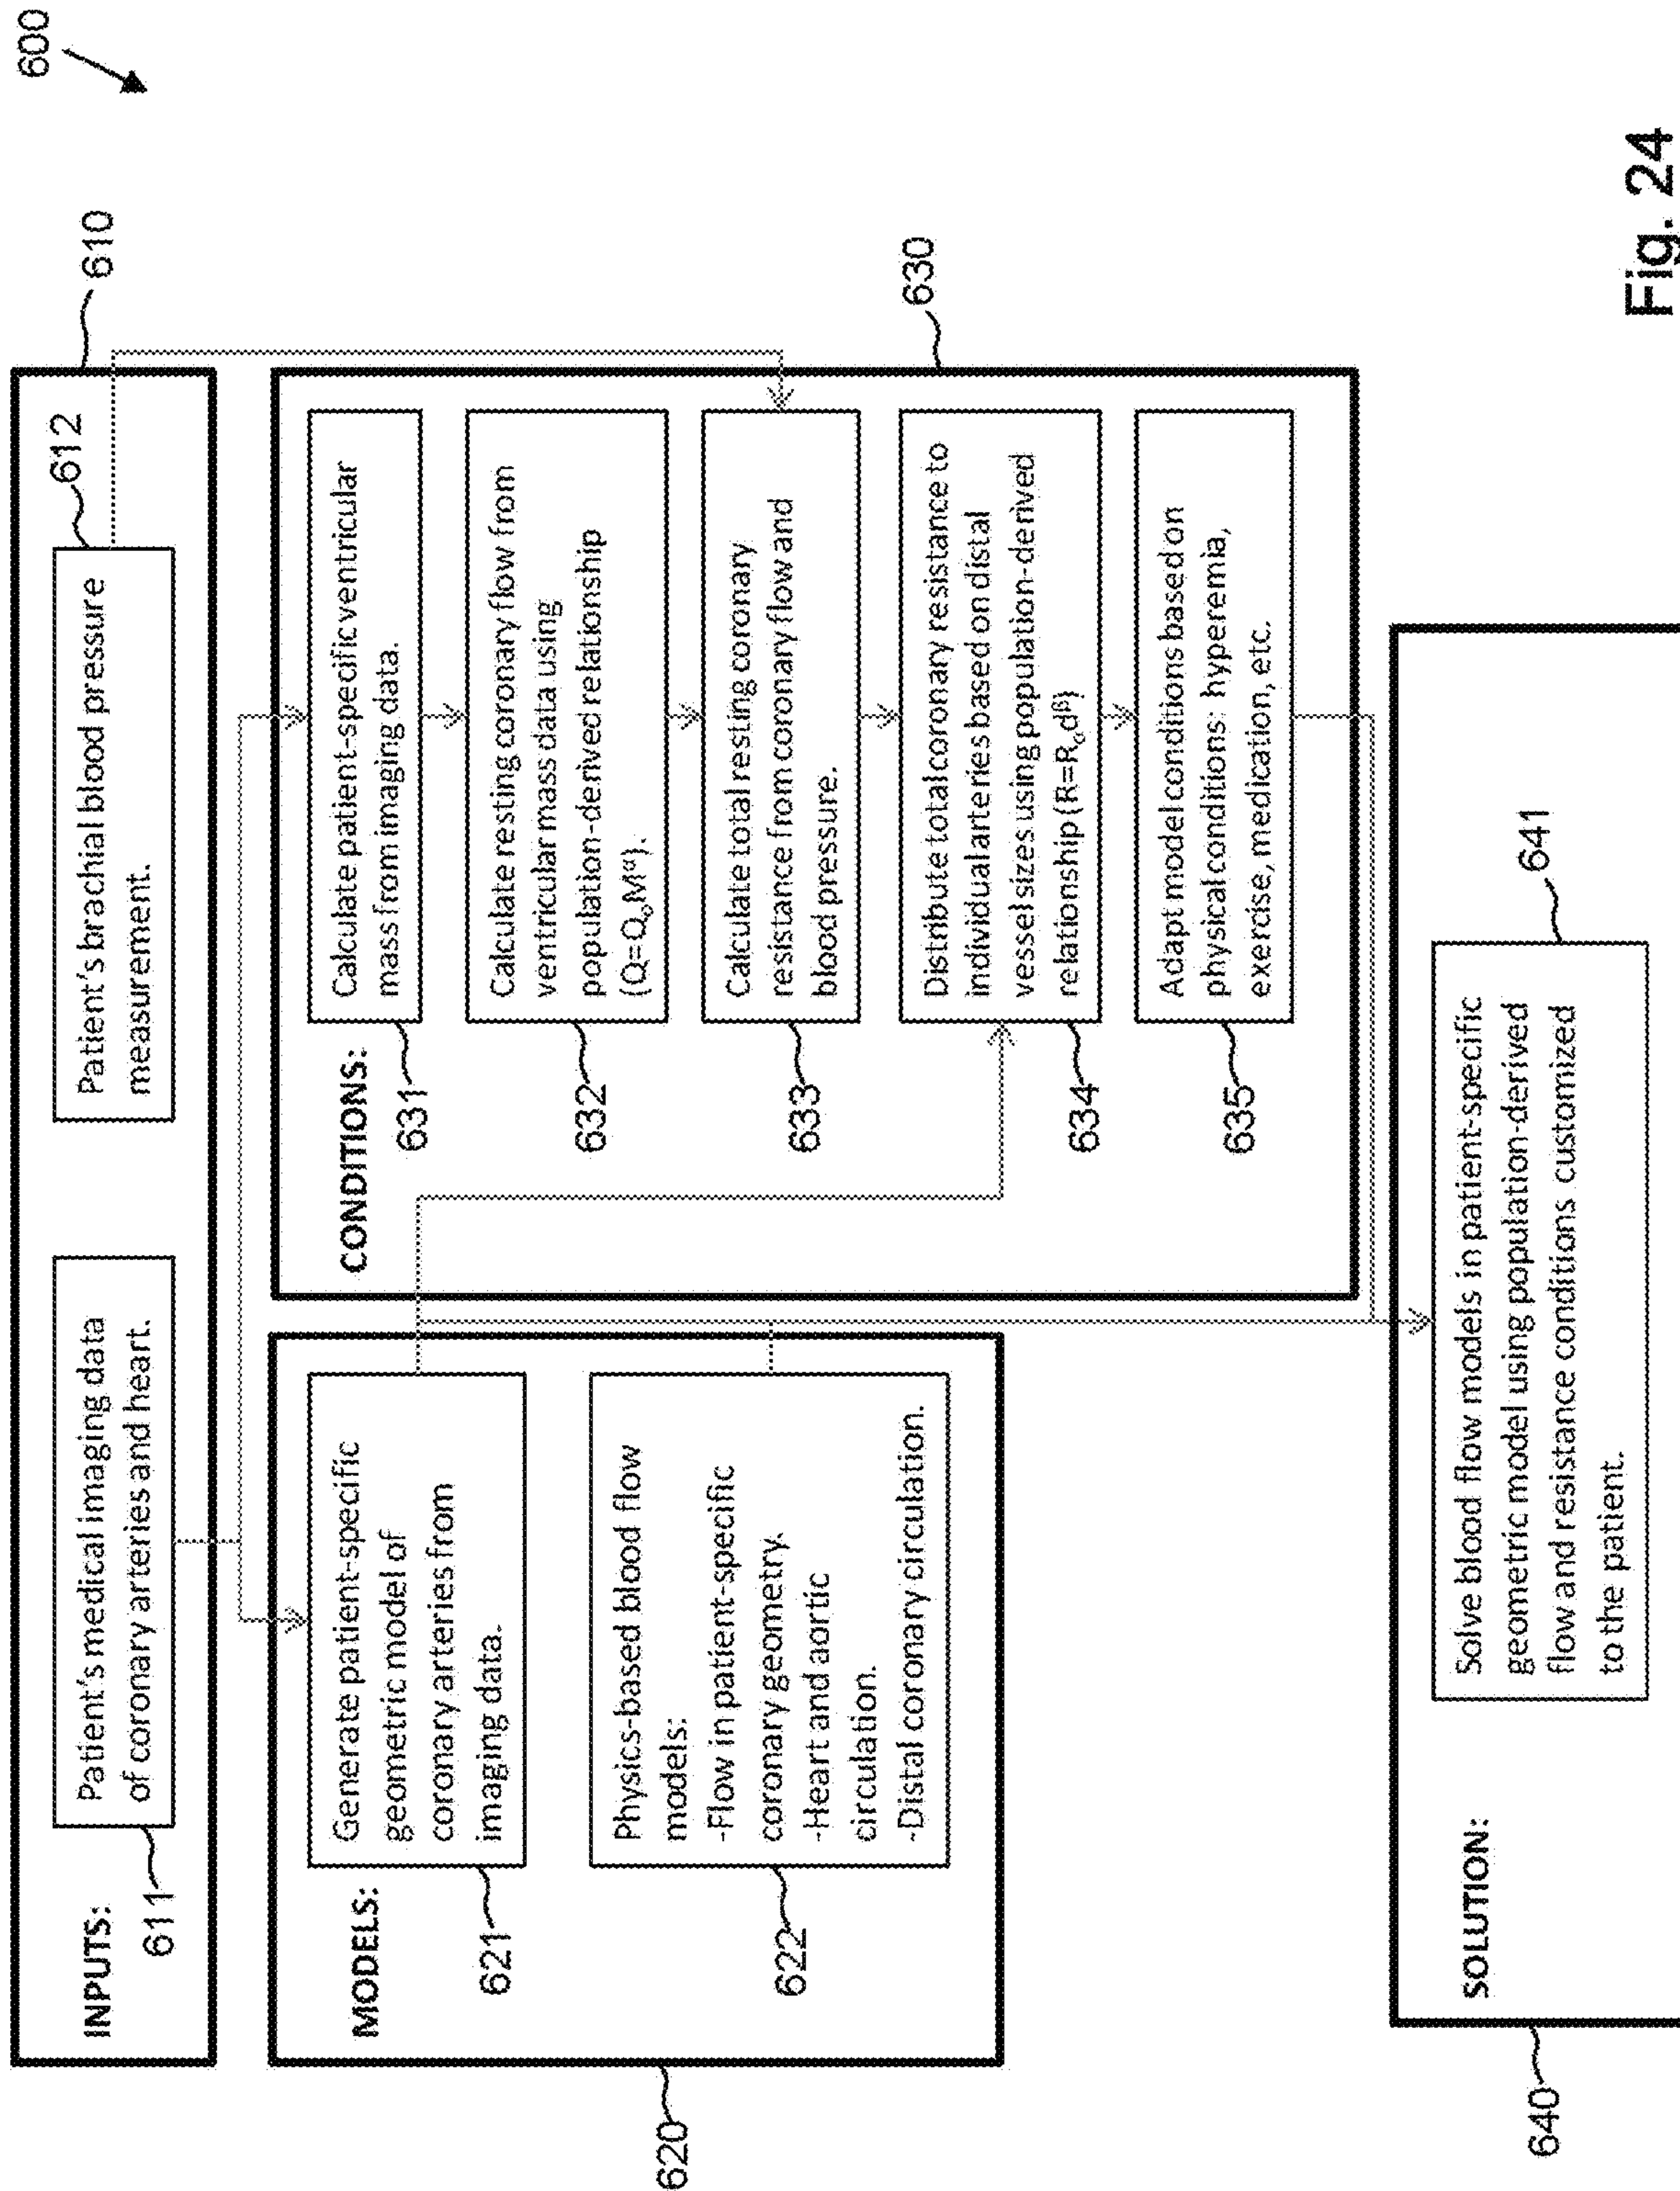 600
INPUTS:
610
611
Patient's medical imaging data
of coronary arteries and heart.
612
Patient's brachial blood pressure
measurement.
MODELS:
620
621
Generate patient-specific
geometric model of
coronary arteries from
imaging data.
622
Physics-based blood flow
models:
-Flow in patient-specific
coronary geometry.
-Heart and aortic
circulation.
-Distal coronary circulation.
CONDITIONS:
630
631
Calculate patient-specific ventricular
mass from imaging data.
632
Calculate resting coronary flow from
ventricular mass data using
population-derived relationship
(Q=QₒMᵅ).
633
Calculate total resting coronary
resistance from coronary flow and
blood pressure.
634
Distribute total coronary resistance to
individual arteries based on distal
vessel sizes using population-derived
relationship (R=Rₒdᵝ)
635
Adapt model conditions based on
physical conditions: hyperemia,
exercise, medication, etc.
SOLUTION:
640
641
Solve blood flow models in patient-specific
geometric model using population-derived
flow and resistance conditions customized
to the patient.
Fig. 24